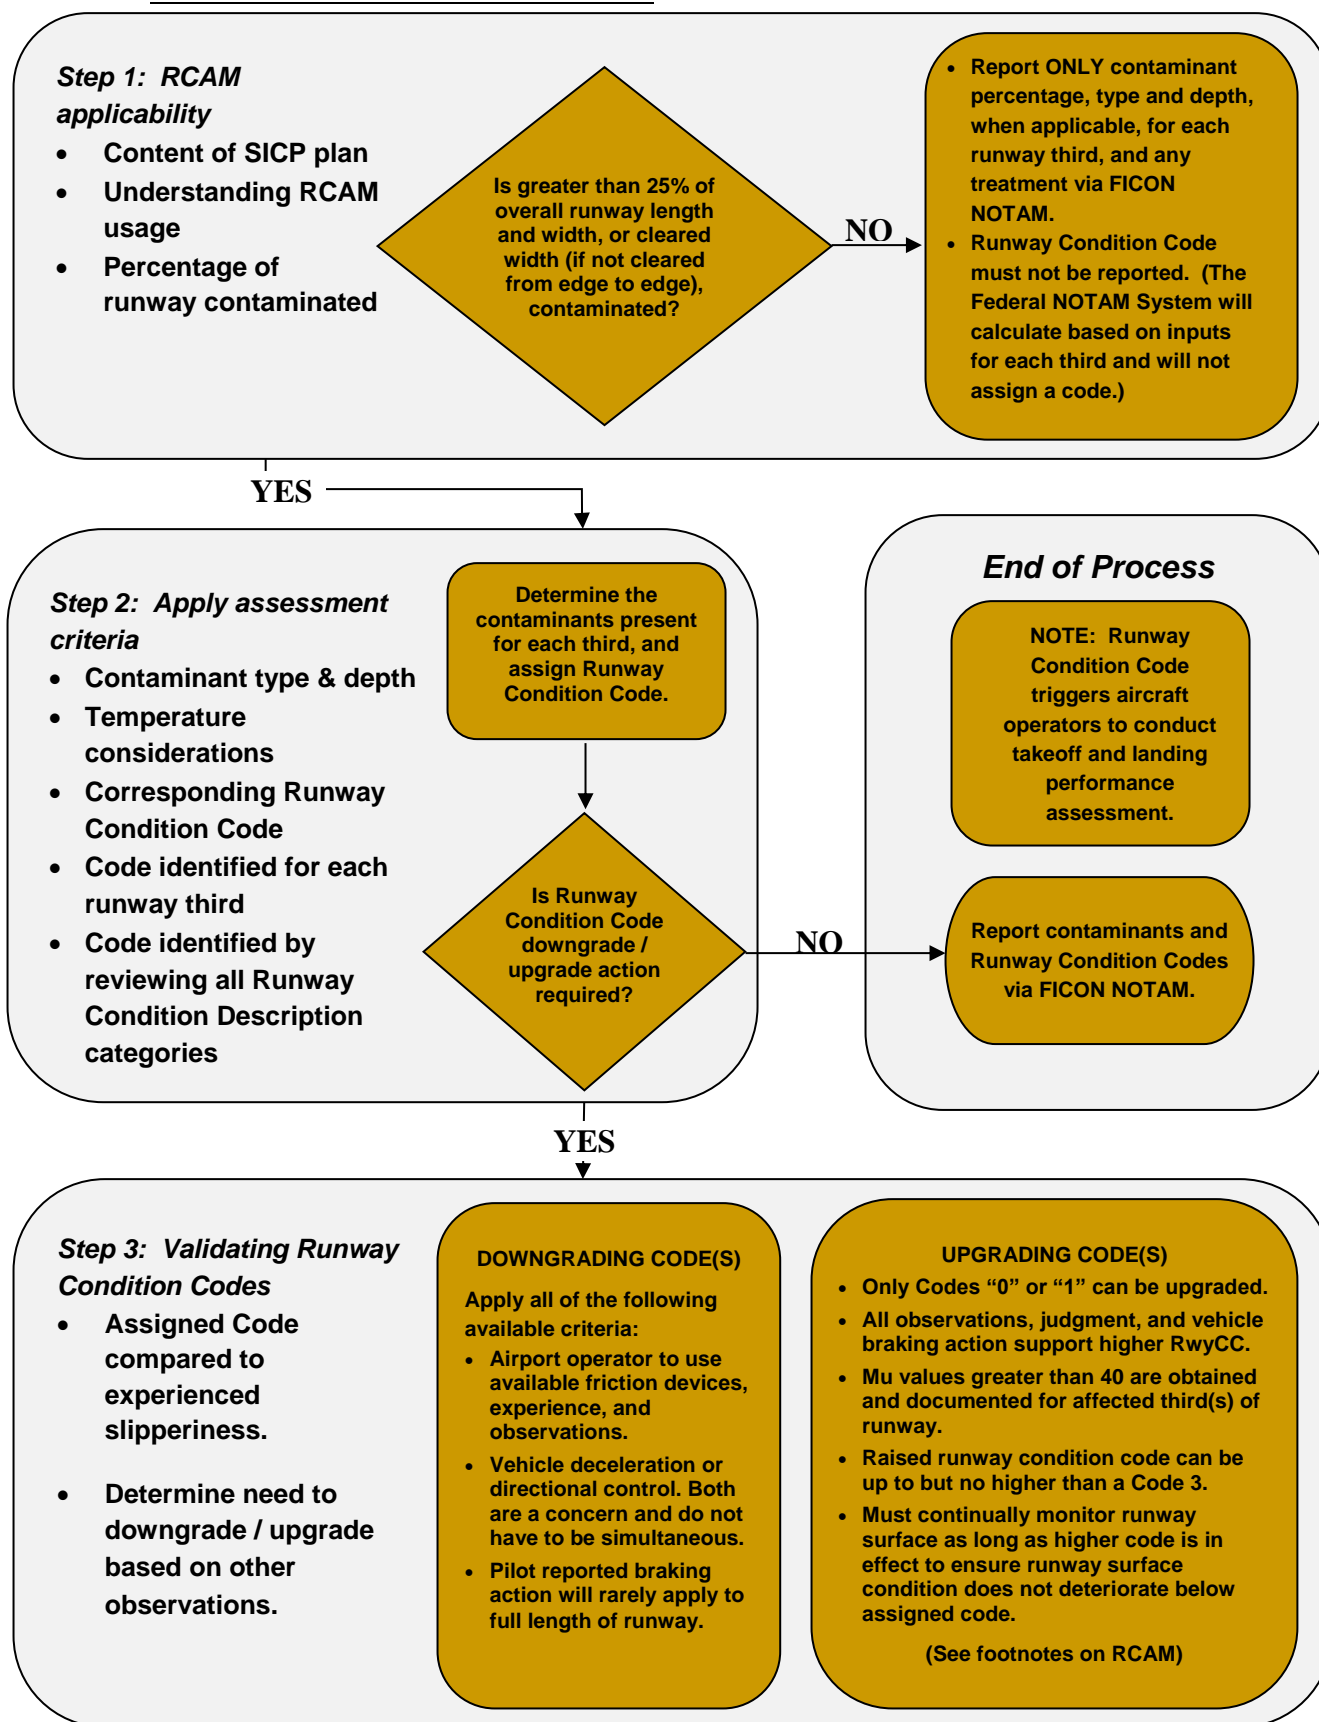 Step 1:  RCAM
applicability
• Content of SICP plan
• Understanding RCAM
usage
• Percentage of
runway contaminated
Is greater than 25% of
overall runway length
and width, or cleared
width (if not cleared
from edge to edge),
contaminated?
NO
• Report ONLY contaminant
percentage, type and depth,
when applicable, for each
runway third, and any
treatment via FICON
NOTAM.
• Runway Condition Code
must not be reported.  (The
Federal NOTAM System will
calculate based on inputs
for each third and will not
assign a code.)
YES
Step 2:  Apply assessment
criteria
• Contaminant type & depth
• Temperature
considerations
• Corresponding Runway
Condition Code
• Code identified for each
runway third
• Code identified by
reviewing all Runway
Condition Description
categories
Determine the
contaminants present
for each third, and
assign Runway
Condition Code.
Is Runway
Condition Code
downgrade /
upgrade action
required?
NO
End of Process
NOTE:  Runway
Condition Code
triggers aircraft
operators to conduct
takeoff and landing
performance
assessment.
Report contaminants and
Runway Condition Codes
via FICON NOTAM.
YES
Step 3:  Validating Runway
Condition Codes
• Assigned Code
compared to
experienced
slipperiness.
• Determine need to
downgrade / upgrade
based on other
observations.
DOWNGRADING CODE(S)
Apply all of the following
available criteria:
• Airport operator to use
available friction devices,
experience, and
observations.
• Vehicle deceleration or
directional control. Both
are a concern and do not
have to be simultaneous.
• Pilot reported braking
action will rarely apply to
full length of runway.
UPGRADING CODE(S)
• Only Codes “0” or “1” can be upgraded.
• All observations, judgment, and vehicle
braking action support higher RwyCC.
• Mu values greater than 40 are obtained
and documented for affected third(s) of
runway.
• Raised runway condition code can be
up to but no higher than a Code 3.
• Must continually monitor runway
surface as long as higher code is in
effect to ensure runway surface
condition does not deteriorate below
assigned code.
(See footnotes on RCAM)